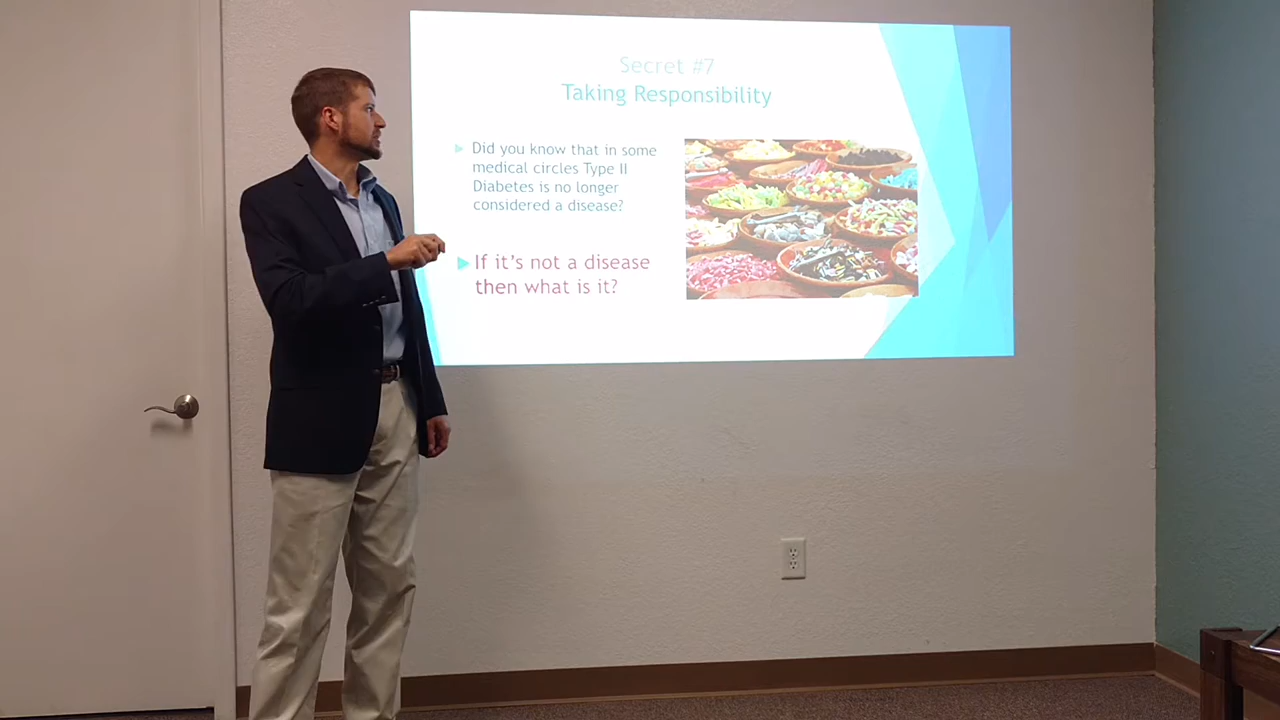 Secret #7
Taking Responsibility
Did you know that in some
medical circles Type II
Diabetes is no longer
considered a disease?
If it's not a disease
then what is it?